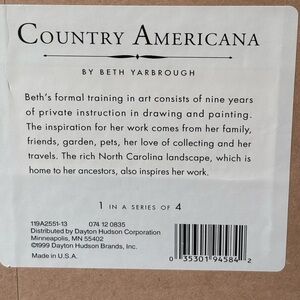 COUNTRY AMERICANA
BY BETH YARBROUGH
Beth's formal training in art consists of nine years
of private instruction in drawing and painting.
The inspiration for her work comes from her family,
friends, garden, pets, her love of collecting and her
travels. The rich North Carolina landscape, which is
home to her ancestors, also inspires her work.
1 IN A SERIES OF 4
119A2551-13 074 12 0835
Distributed by Dayton Hudson Corporation
Minneapolis, MN 55402
©1999 Dayton Hudson Brands, Inc.
Made in U.S.A.
0 35301 94584 2